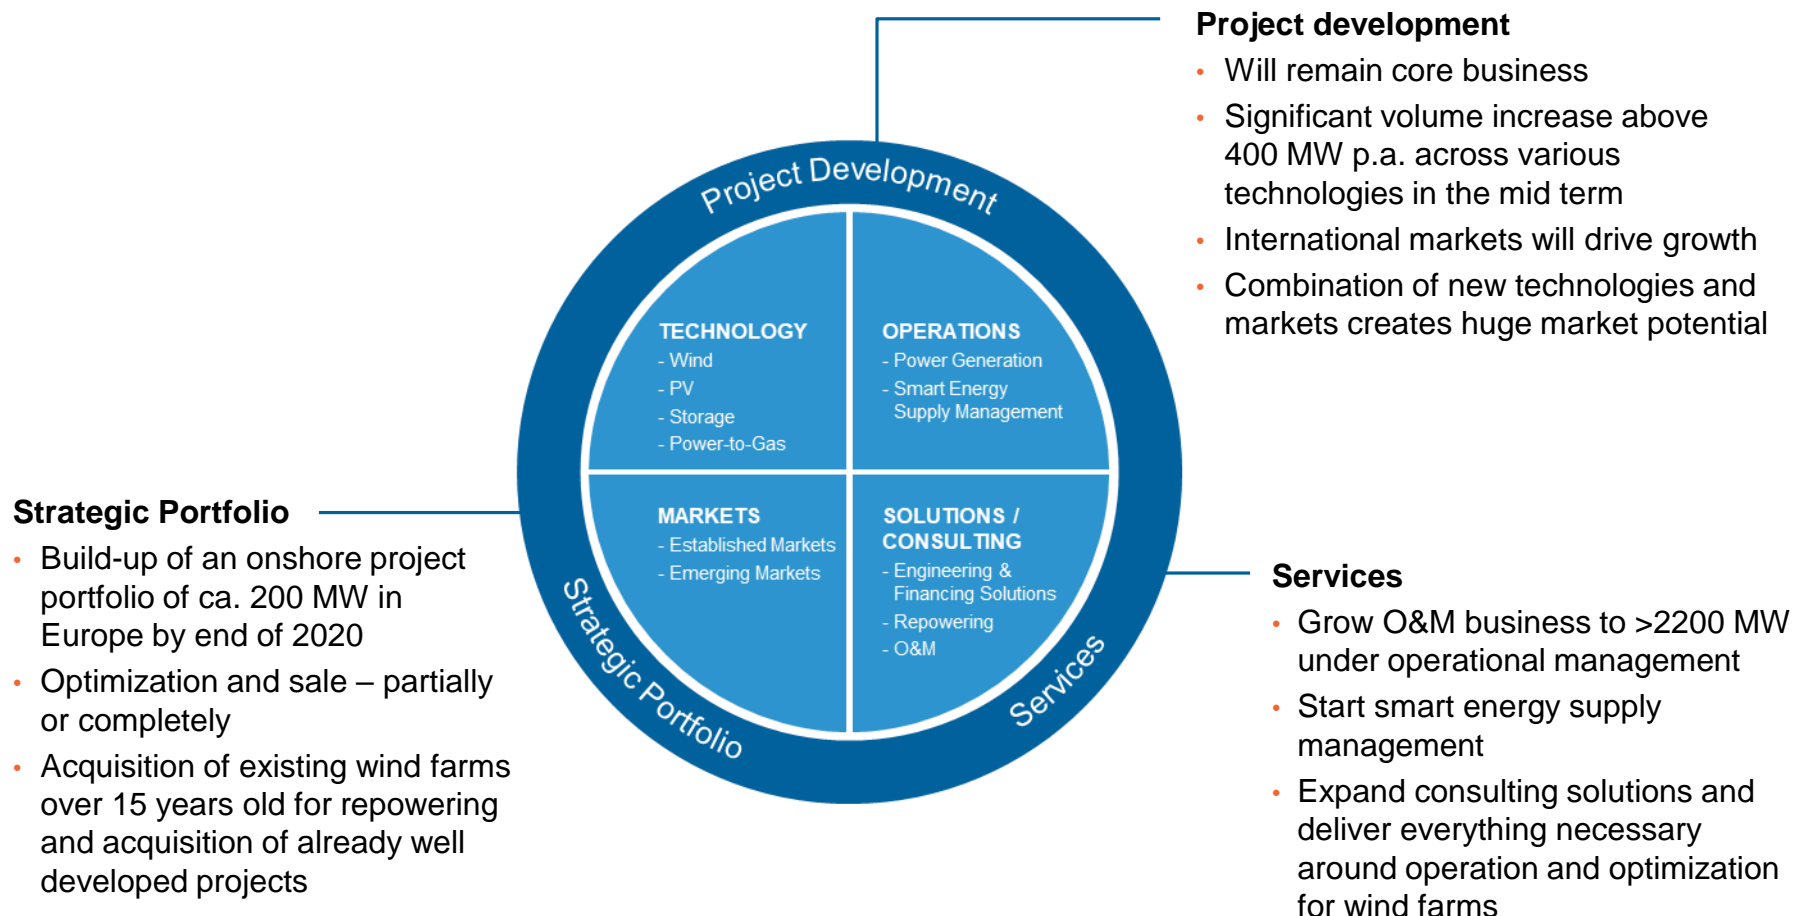 Project development
• Will remain core business
• Significant volume increase above
400 MW p.a. across various
technologies in the mid term
• International markets will drive growth
• Combination of new technologies and
markets creates huge market potential
Project Development
TECHNOLOGY
- Wind
- PV
- Storage
- Power-to-Gas
OPERATIONS
- Power Generation
- Smart Energy
Supply Management
MARKETS
- Established Markets
- Emerging Markets
SOLUTIONS /
CONSULTING
- Engineering &
Financing Solutions
- Repowering
- O&M
Strategic Portfolio
Services
Strategic Portfolio
• Build-up of an onshore project
portfolio of ca. 200 MW in
Europe by end of 2020
• Optimization and sale – partially
or completely
• Acquisition of existing wind farms
over 15 years old for repowering
and acquisition of already well
developed projects
Services
• Grow O&M business to >2200 MW
under operational management
• Start smart energy supply
management
• Expand consulting solutions and
deliver everything necessary
around operation and optimization
for wind farms